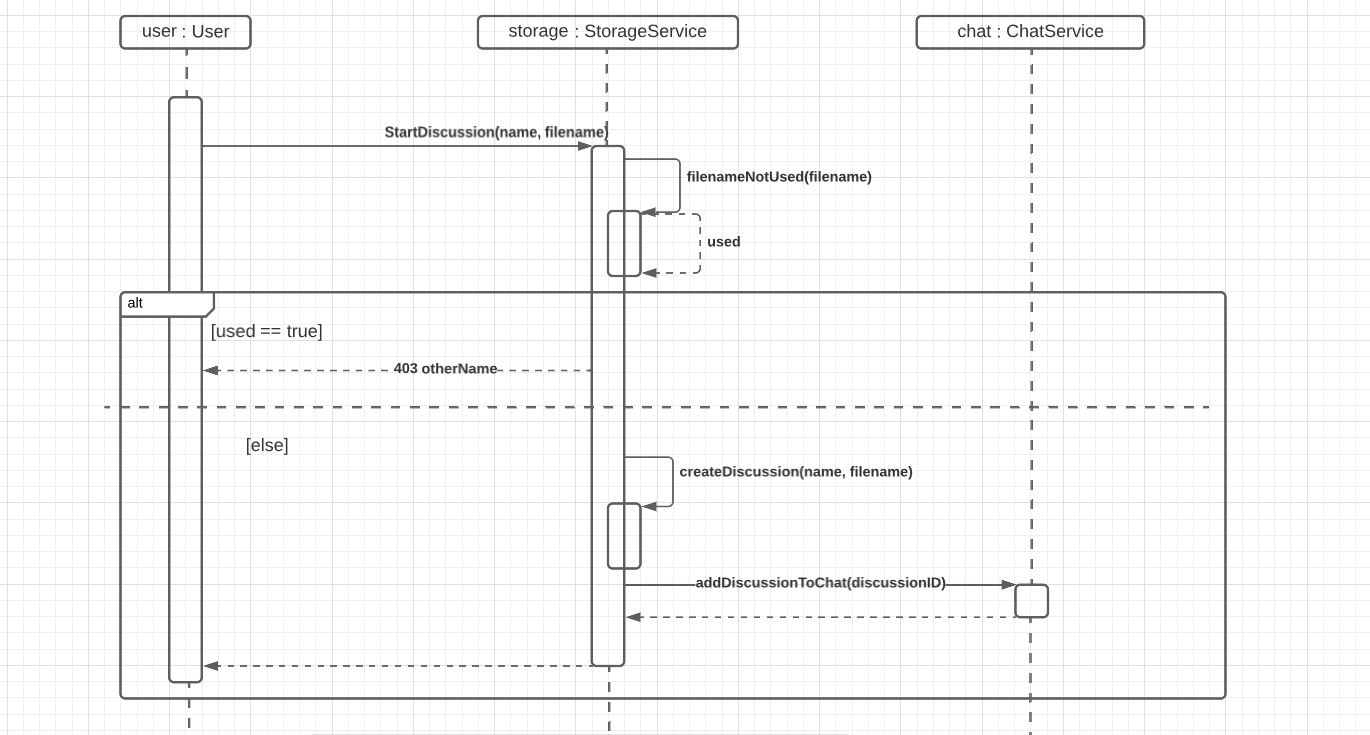 user : User
storage : StorageService
chat : ChatService
StartDiscussion(name, filename)
filenameNotUsed(filename)
used
alt
[used == true]
403 otherName
[else]
createDiscussion(name, filename)
addDiscussionToChat(discussionID)